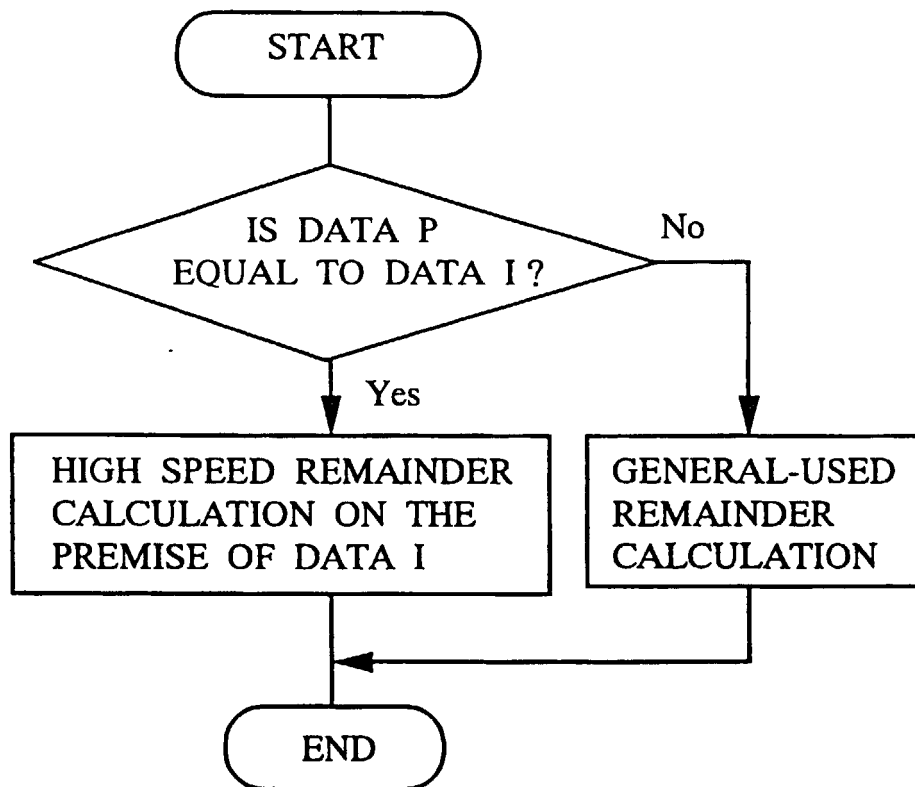 START
IS DATA P
EQUAL TO DATA I ?
No
Yes
HIGH SPEED REMAINDER
CALCULATION ON THE
PREMISE OF DATA I
GENERAL-USED
REMAINDER
CALCULATION
END